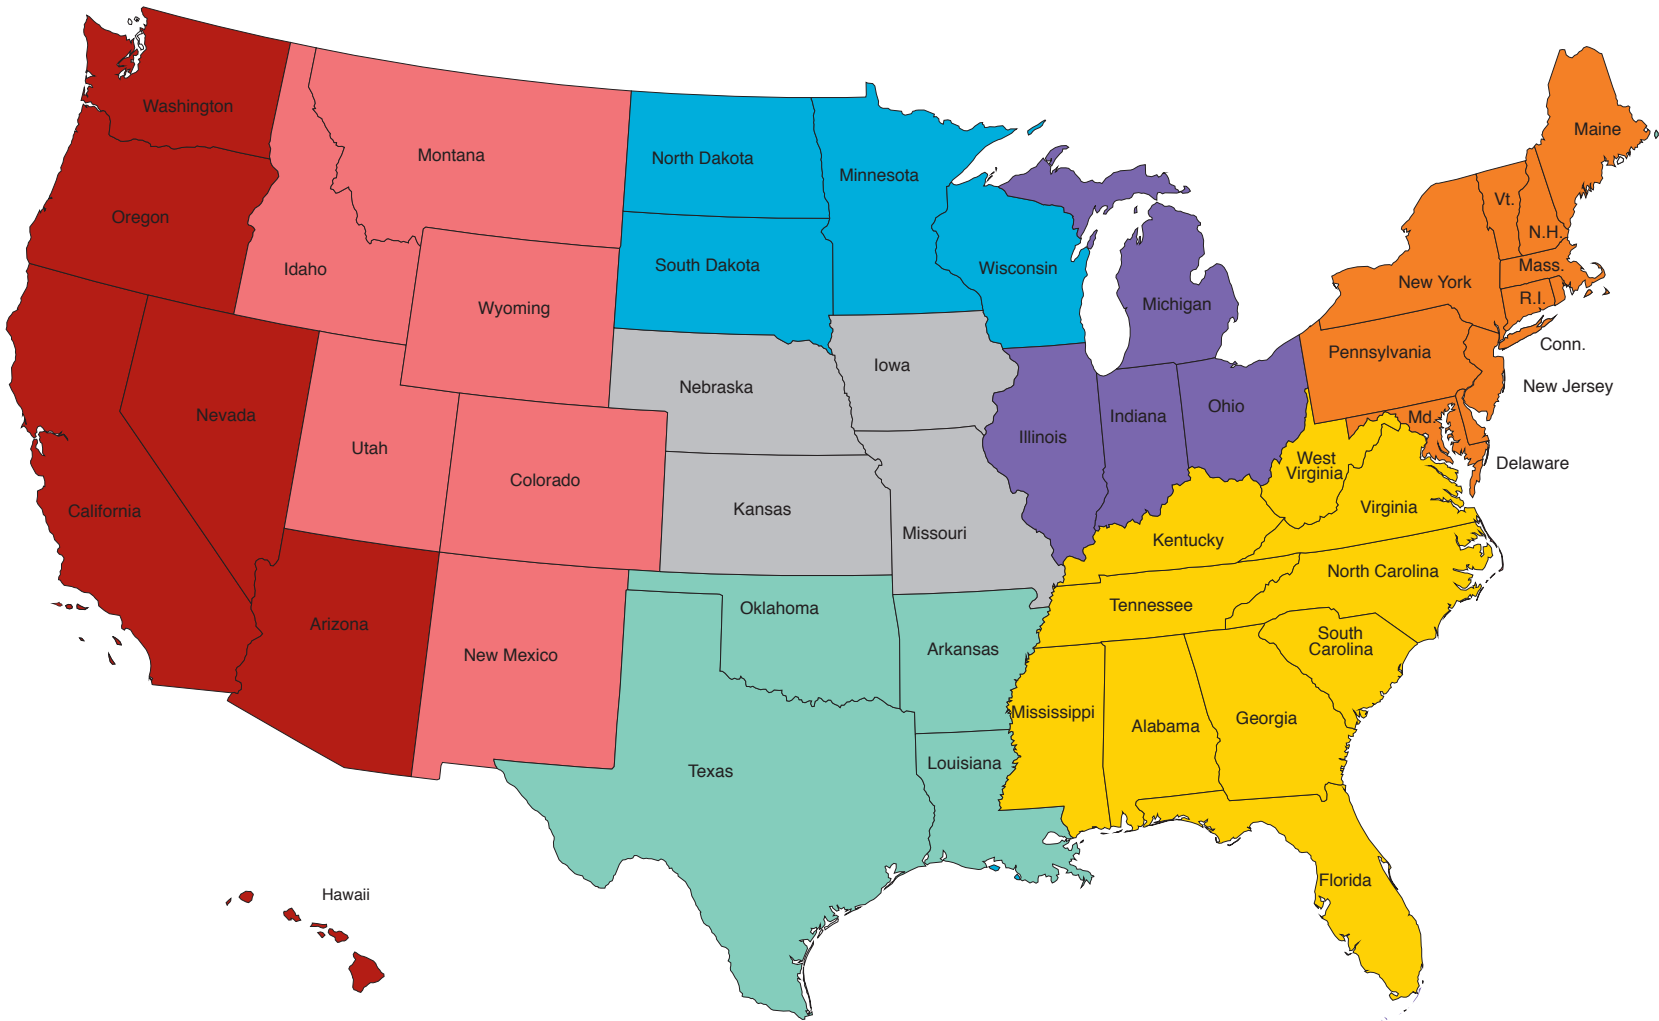 Washington
Montana
North Dakota
Minnesota
Maine
Oregon
Idaho
Wyoming
South Dakota
Wisconsin
Michigan
New York
Vt.
N.H.
Mass.
R.I.
Conn.
Pennsylvania
New Jersey
Md.
Delaware
Nevada
Utah
Colorado
California
Nebraska
Iowa
Kansas
Missouri
Illinois
Indiana
Ohio
West
Virginia
Virginia
Kentucky
North Carolina
Tennessee
South
Carolina
Arizona
New Mexico
Oklahoma
Arkansas
Mississippi
Alabama
Georgia
Texas
Louisiana
Florida
Hawaii